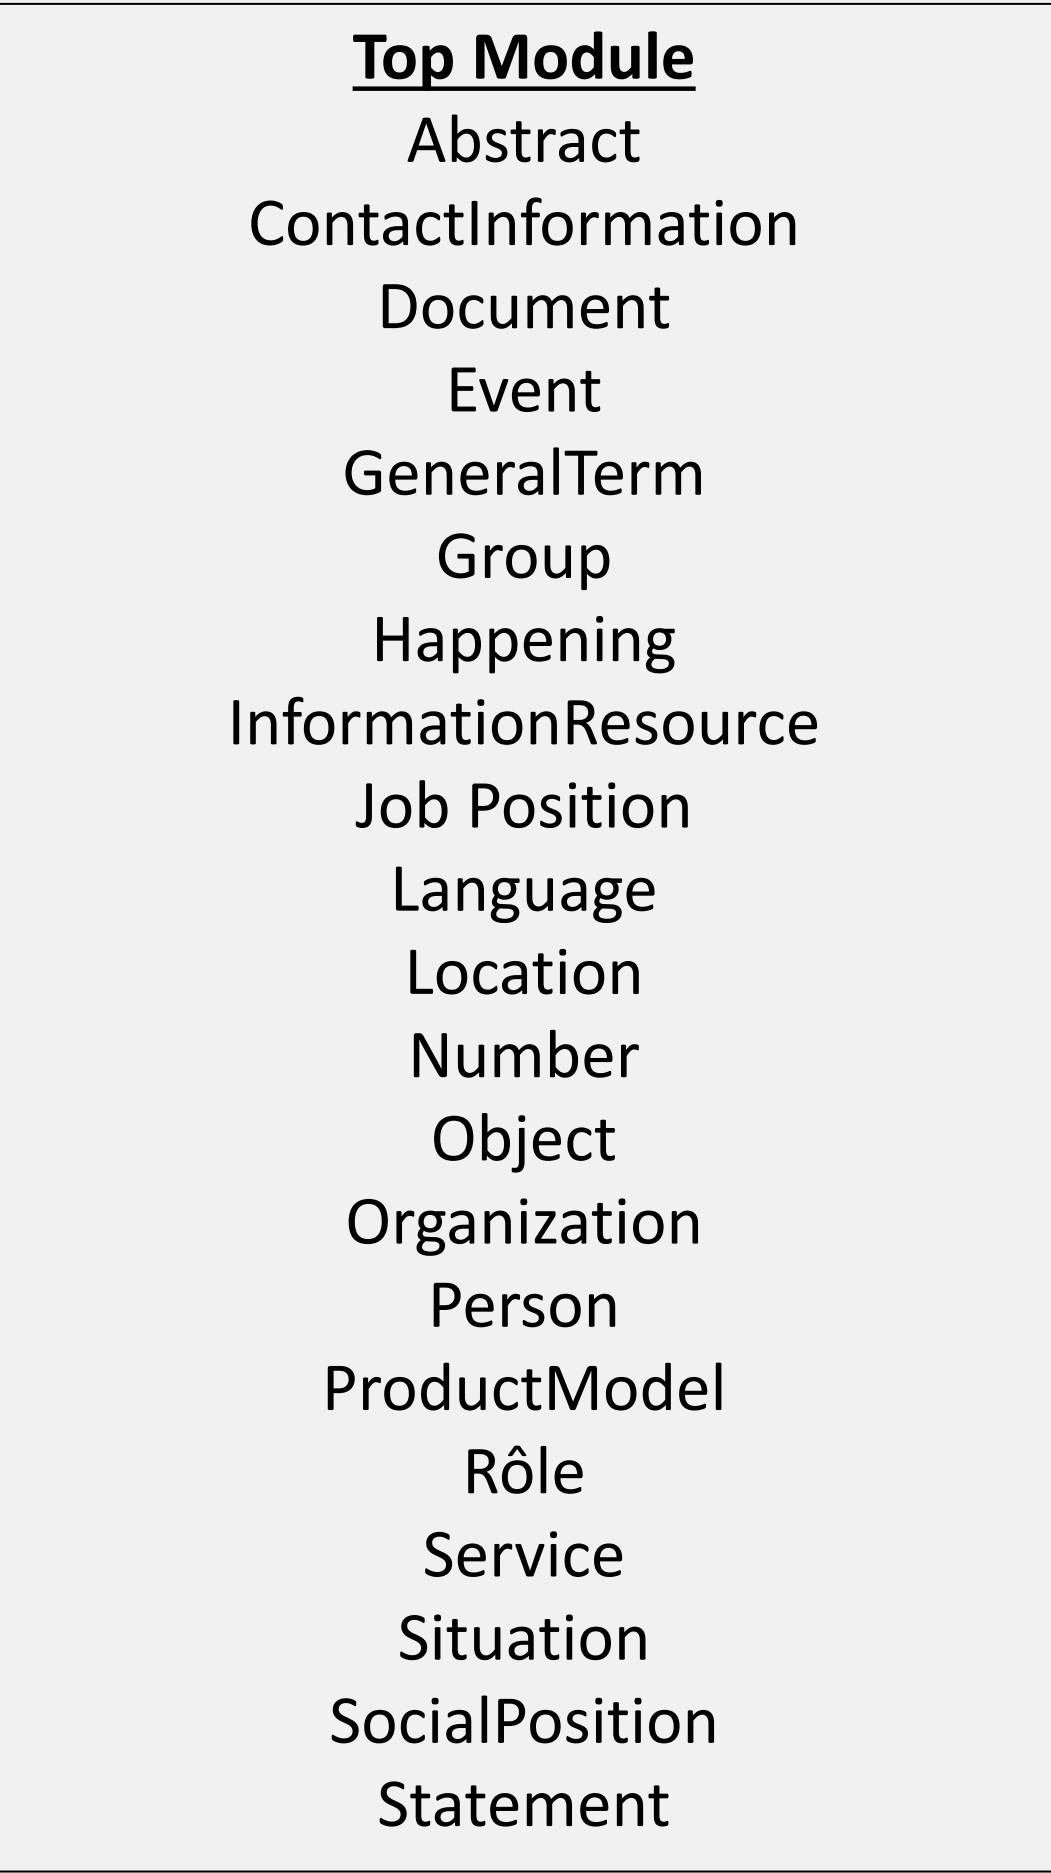 Top Module
Abstract
ContactInformation
Document
Event
GeneralTerm
Group
Happening
InformationResource
Job Position
Language
Location
Number
Object
Organization
Person
ProductModel
Rôle
Service
Situation
SocialPosition
Statement